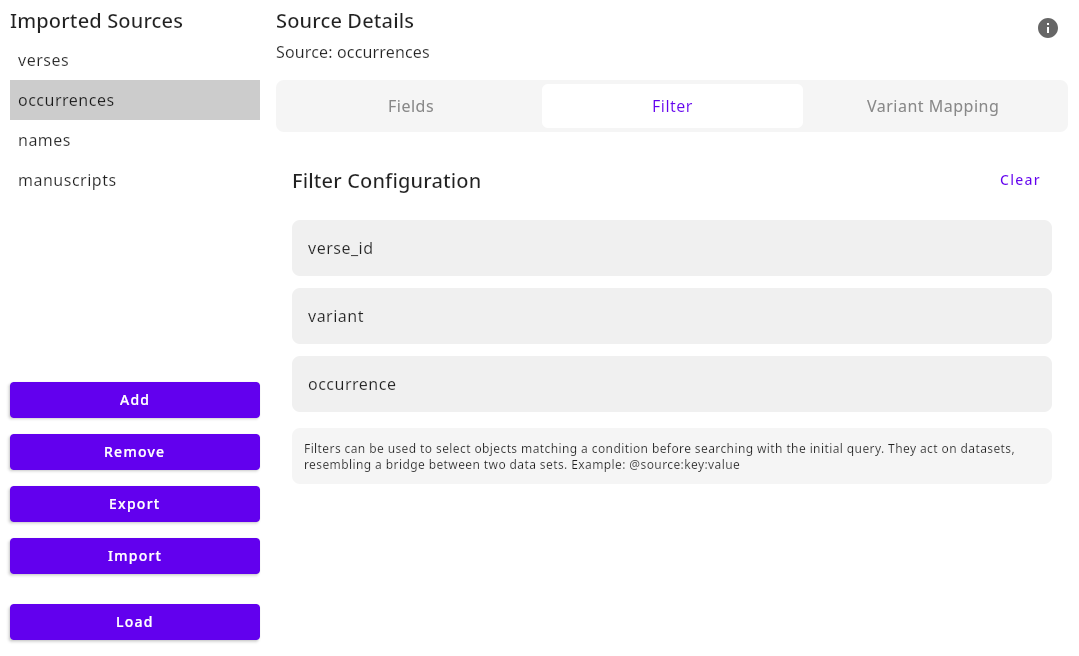 Imported Sources
verses
occurrences
names
manuscripts
Add
Remove
Export
Import
Load
Source Details
Source: occurrences
Fields
Filter
Variant Mapping
Filter Configuration
Clear
verse_id
variant
occurrence
Filters can be used to select objects matching a condition before searching with the initial query. They act on datasets,
resembling a bridge between two data sets. Example: @source:key:value